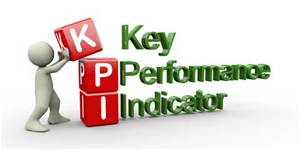 K Key
P Performance
I Indicator